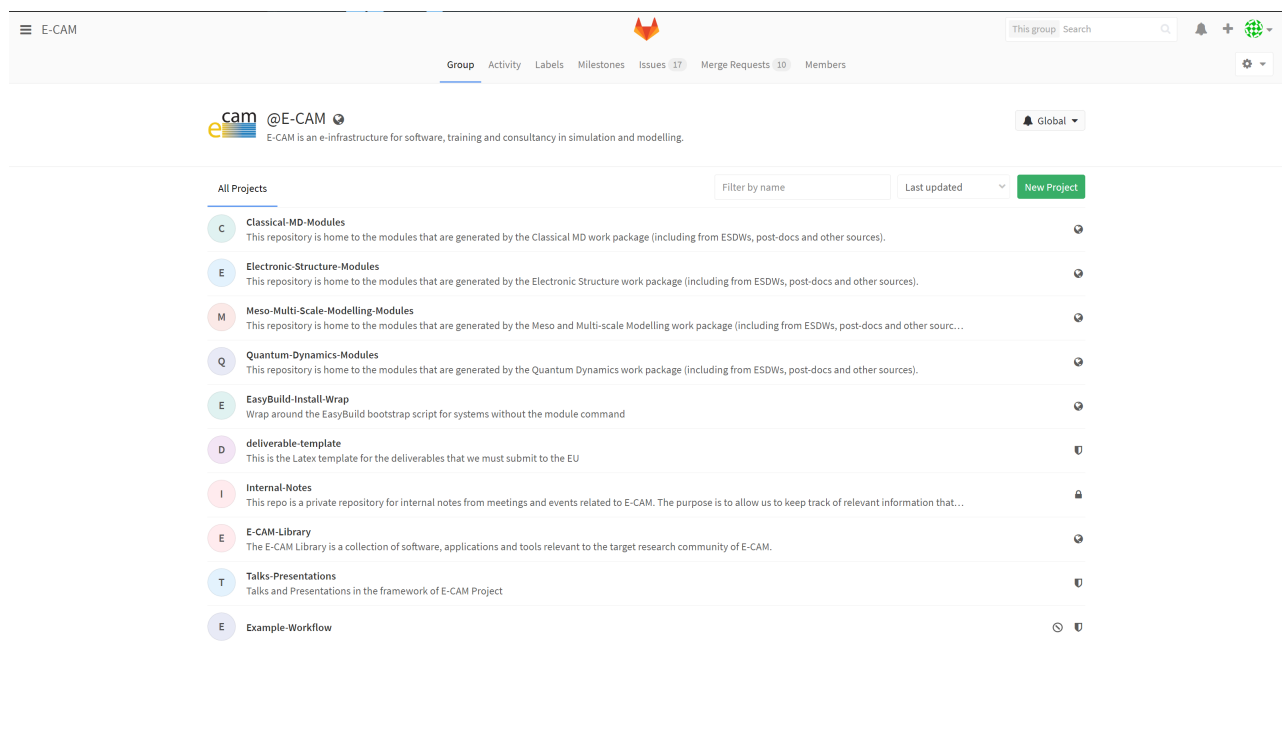 E-CAM
This group Search
Group Activity Labels Milestones Issues 17 Merge Requests 10 Members
e cam
@E-CAM
E-CAM is an e-infrastructure for software, training and consultancy in simulation and modelling.
Global
All Projects
Filter by name
Last updated
New Project
C
Classical-MD-Modules
This repository is home to the modules that are generated by the Classical MD work package (including from ESDWs, post-docs and other sources).
E
Electronic-Structure-Modules
This repository is home to the modules that are generated by the Electronic Structure work package (including from ESDWs, post-docs and other sources).
M
Meso-Multi-Scale-Modelling-Modules
This repository is home to the modules that are generated by the Meso and Multi-scale Modelling work package (including from ESDWs, post-docs and other sourc…
Q
Quantum-Dynamics-Modules
This repository is home to the modules that are generated by the Quantum Dynamics work package (including from ESDWs, post-docs and other sources).
E
EasyBuild-Install-Wrap
Wrap around the EasyBuild bootstrap script for systems without the module command
D
deliverable-template
This is the Latex template for the deliverables that we must submit to the EU
I
Internal-Notes
This repo is a private repository for internal notes from meetings and events related to E-CAM. The purpose is to allow us to keep track of relevant information that…
E
E-CAM-Library
The E-CAM Library is a collection of software, applications and tools relevant to the target research community of E-CAM.
T
Talks-Presentations
Talks and Presentations in the framework of E-CAM Project
E
Example-Workflow